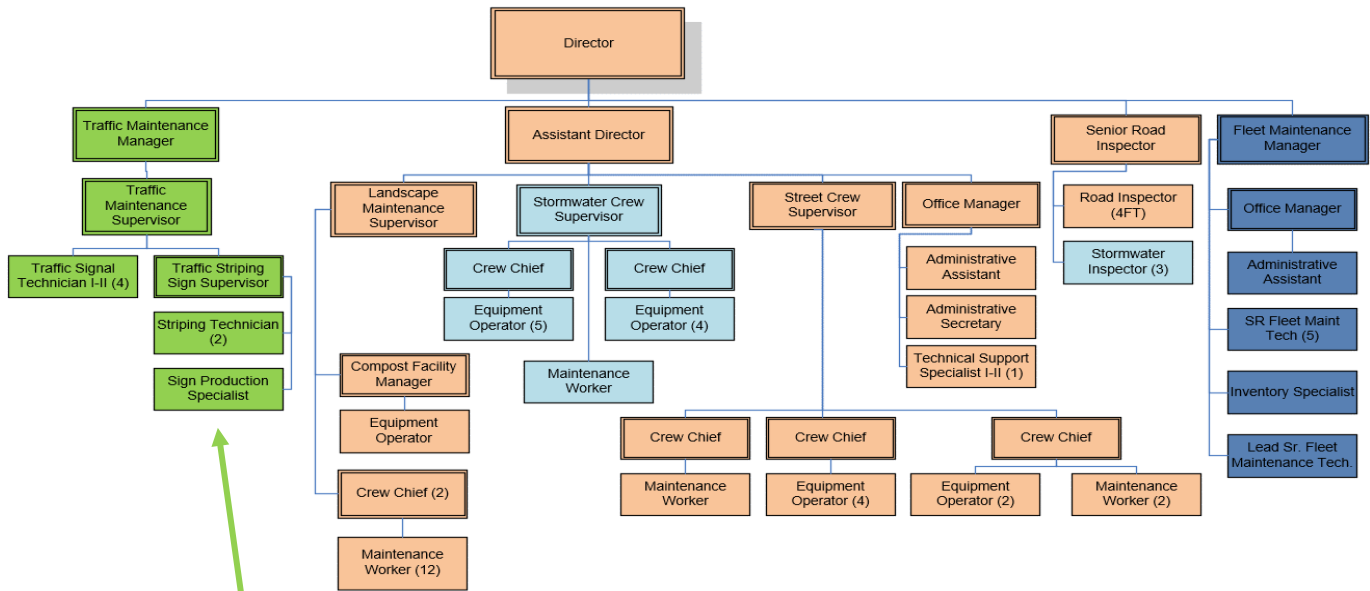 Director
Traffic Maintenance
Manager
Assistant Director
Senior Road
Inspector
Fleet Maintenance
Manager
Traffic
Maintenance
Supervisor
Landscape
Maintenance
Supervisor
Stormwater Crew
Supervisor
Street Crew
Supervisor
Office Manager
Road Inspector
(4FT)
Office Manager
Traffic Signal
Technician I-II (4)
Traffic Striping
Sign Supervisor
Crew Chief
Crew Chief
Administrative
Assistant
Stormwater
Inspector (3)
Administrative
Assistant
Striping Technician
(2)
Equipment
Operator (5)
Equipment
Operator (4)
Administrative
Secretary
SR Fleet Maint
Tech (5)
Sign Production
Specialist
Compost Facility
Manager
Maintenance
Worker
Technical Support
Specialist I-II (1)
Inventory Specialist
Equipment
Operator
Crew Chief
Crew Chief
Crew Chief
Lead Sr. Fleet
Maintenance Tech.
Crew Chief (2)
Maintenance
Worker
Equipment
Operator (4)
Equipment
Operator (2)
Maintenance
Worker (2)
Maintenance
Worker (12)